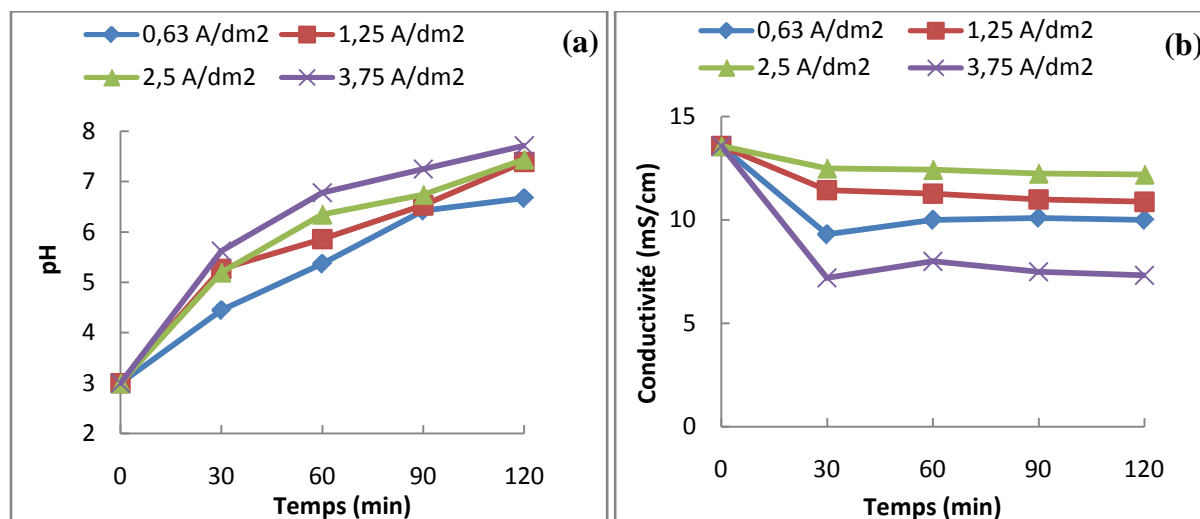 0,63 A/dm2 1,25 A/dm2 (a)
2,5 A/dm2 3,75 A/dm2
8
7
6
5
4
3
2
pH
0 30 60 90 120
Temps (min)
0,63 A/dm2 1,25 A/dm2 (b)
2,5 A/dm2 3,75 A/dm2
15
10
5
0
Conductivité (mS/cm)
0 30 60 90 120
Temps (min)